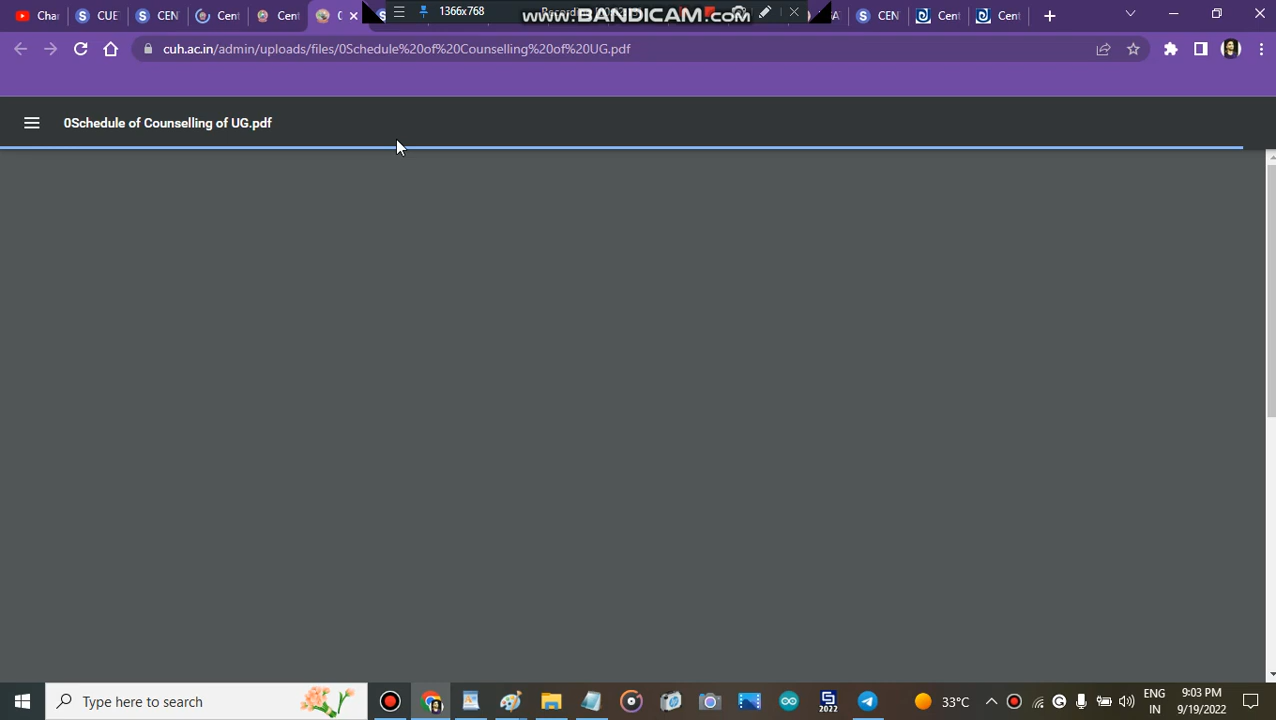 Cha
CUE
CEN
Cent
Cent
1366x768
www.BANDICAM.com
CEN
Cent
Cent
cuh.ac.in/admin/uploads/files/0Schedule%20of%20Counselling%20of%20UG.pdf
0Schedule of Counselling of UG.pdf
Type here to search
2022
33°C
ENG
IN
9:03 PM
9/19/2022